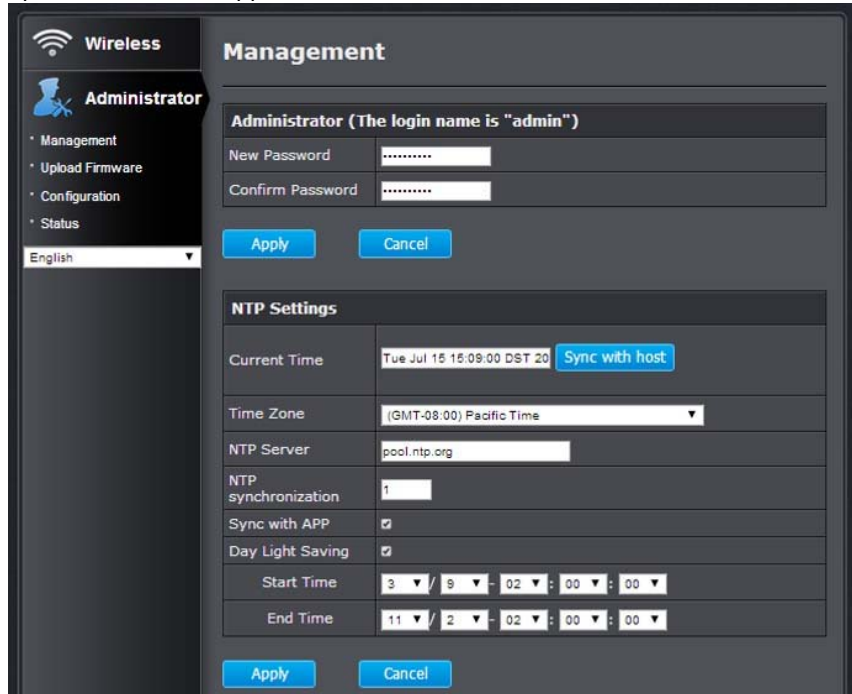 Wireless
Administrator
Management
Upload Firmware
Configuration
Status
English
Management
Administrator (The login name is "admin")
New Password ••••••••••
Confirm Password ••••••••••
Apply Cancel
NTP Settings
Current Time Tue Jul 15 15:09:00 DST 20 Sync with host
Time Zone (GMT-08:00) Pacific Time
NTP Server pool.ntp.org
NTP
synchronization 1
Sync with APP
Day Light Saving
Start Time 3 / 9 - 02 : 00 : 00
End Time 11 / 2 - 02 : 00 : 00
Apply Cancel